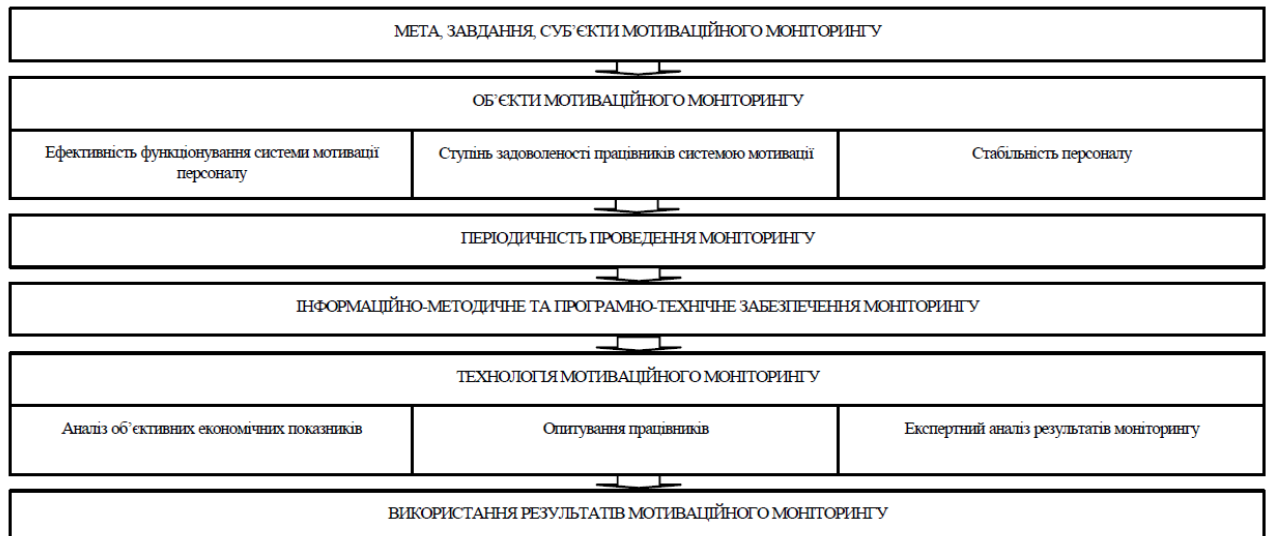 МЕТА, ЗАВДАННЯ, СУБ’ЄКТИ МОТИВАЦІЙНОГО МОНІТОРИНГУ
ОБ’ЄКТИ МОТИВАЦІЙНОГО МОНІТОРИНГУ
Ефективність функціонування системи мотивації
персоналу
Ступінь задоволеності працівників системою мотивації
Стабільність персоналу
ПЕРІОДИЧНІСТЬ ПРОВЕДЕННЯ МОНІТОРИНГУ
ІНФОРМАЦІЙНО-МЕТОДИЧНЕ ТА ПРОГРАМНО-ТЕХНІЧНЕ ЗАБЕЗПЕЧЕННЯ МОНІТОРИНГУ
ТЕХНОЛОГІЯ МОТИВАЦІЙНОГО МОНІТОРИНГУ
Аналіз об’єктивних економічних показників
Опитування працівників
Експертний аналіз результатів моніторингу
ВИКОРИСТАННЯ РЕЗУЛЬТАТІВ МОТИВАЦІЙНОГО МОНІТОРИНГУ